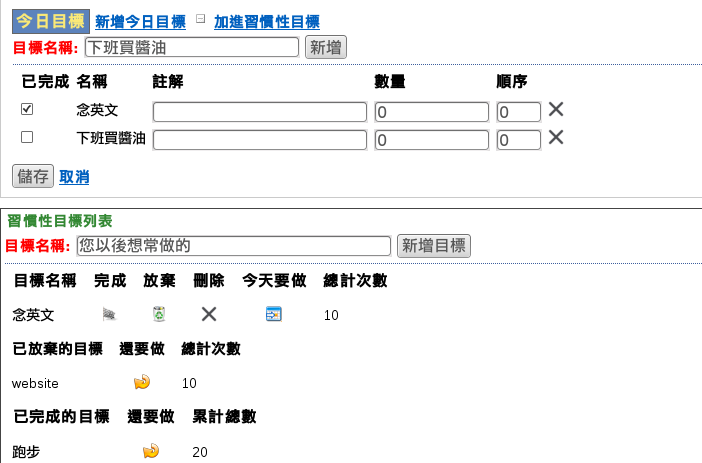 今日目標 新增今日目標 加進習慣性目標
目標名稱: 下班買醬油 新增
已完成 名稱 註解 數量 順序
念英文 0 0
下班買醬油 0 0
儲存 取消
習慣性目標列表
目標名稱: 您以後想常做的 新增目標
目標名稱 完成 放棄 刪除 今天要做 總計次數
念英文 10
已放棄的目標 還要做 總計次數
website 10
已完成的目標 還要做 累計總數
跑步 20